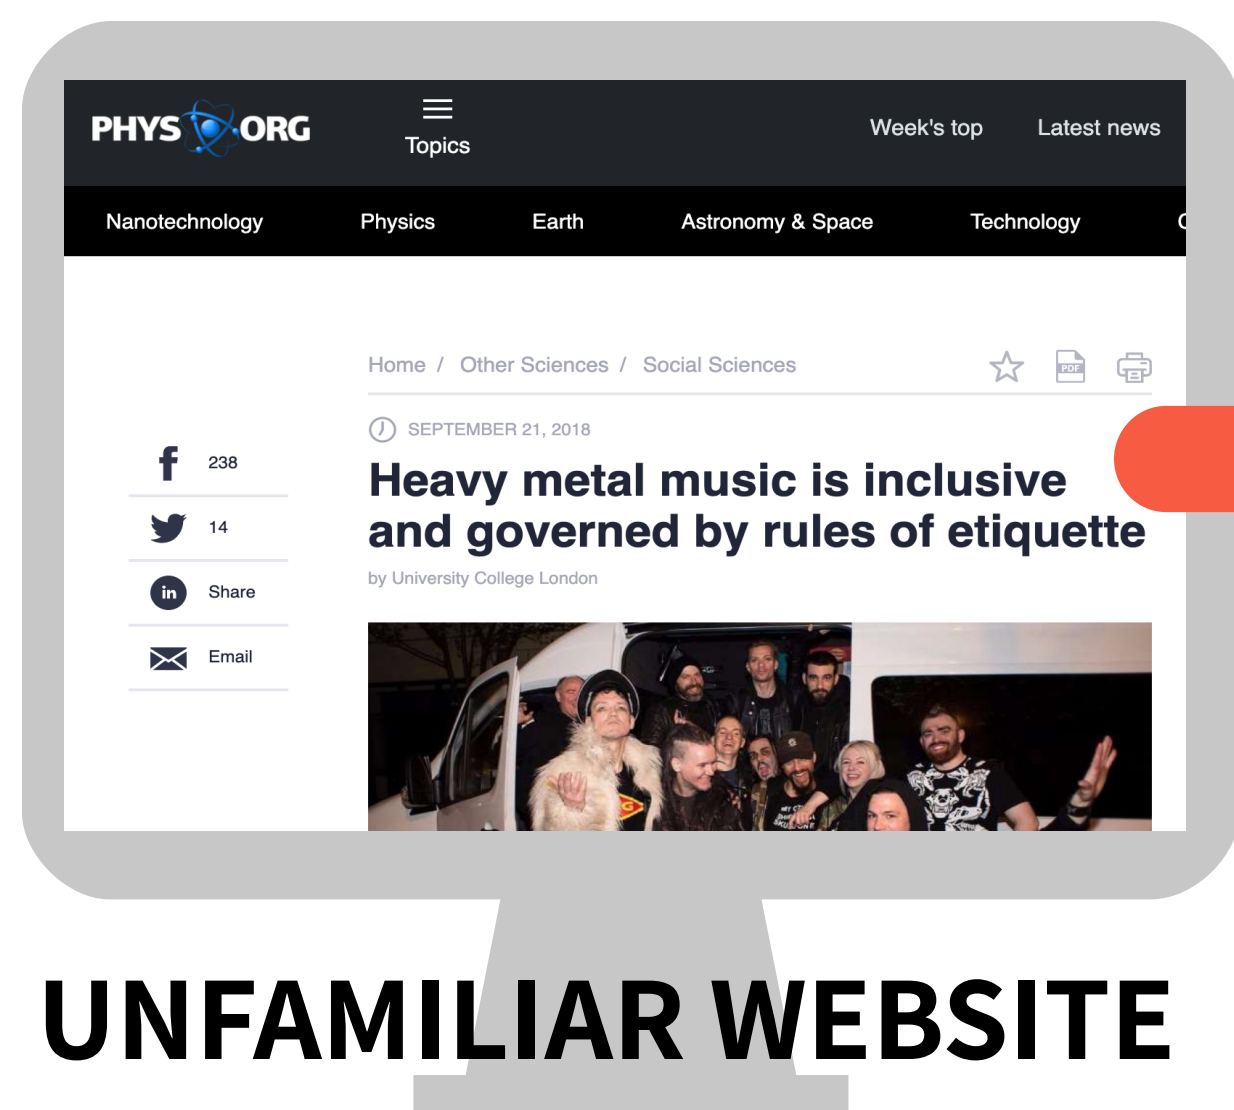 PHYS ORG
Topics
Week's top
Latest news
Nanotechnology
Physics
Earth
Astronomy & Space
Technology
Home / Other Sciences / Social Sciences
PDF
SEPTEMBER 21, 2018
Heavy metal music is inclusive
and governed by rules of etiquette
by University College London
f 238
14
in Share
Email
UNFAMILIAR WEBSITE